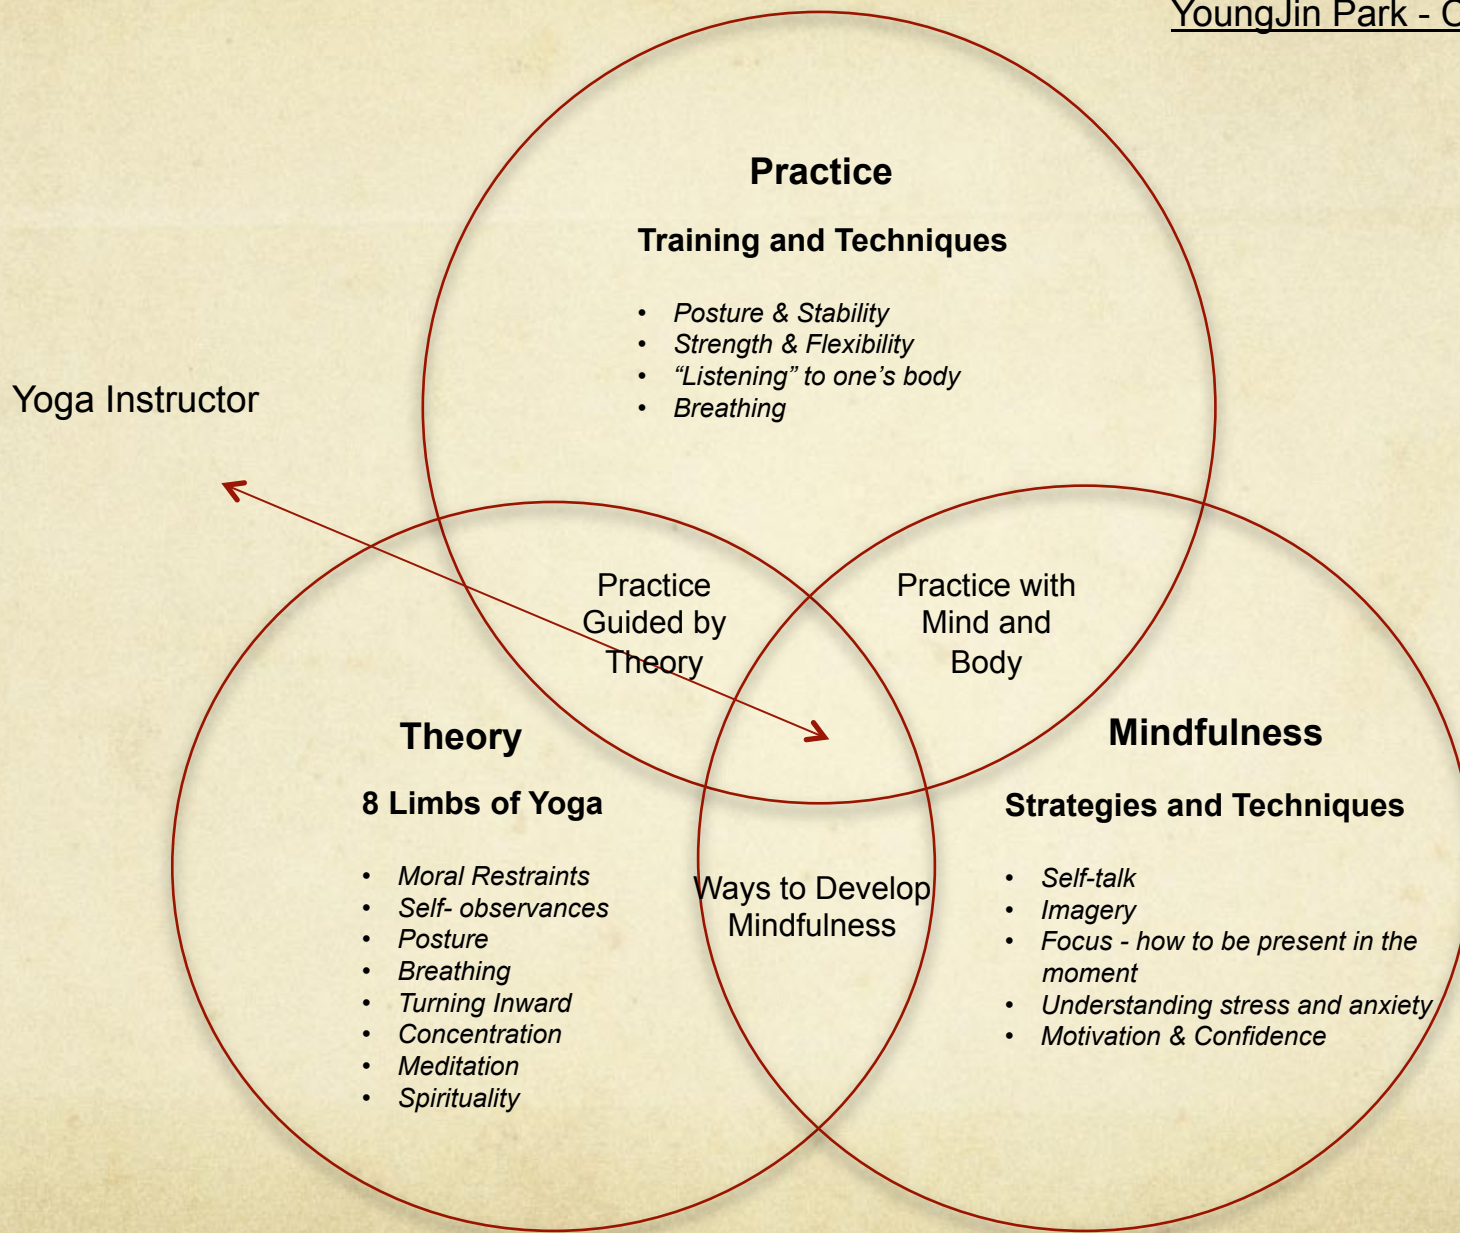 YoungJin Park - C
Practice
Training and Techniques
• Posture & Stability
• Strength & Flexibility
• “Listening” to one’s body
• Breathing
Yoga Instructor
Practice
Guided by
Theory
Practice with
Mind and
Body
Theory
8 Limbs of Yoga
• Moral Restraints
• Self- observances
• Posture
• Breathing
• Turning Inward
• Concentration
• Meditation
• Spirituality
Ways to Develop
Mindfulness
Mindfulness
Strategies and Techniques
• Self-talk
• Imagery
• Focus - how to be present in the
moment
• Understanding stress and anxiety
• Motivation & Confidence